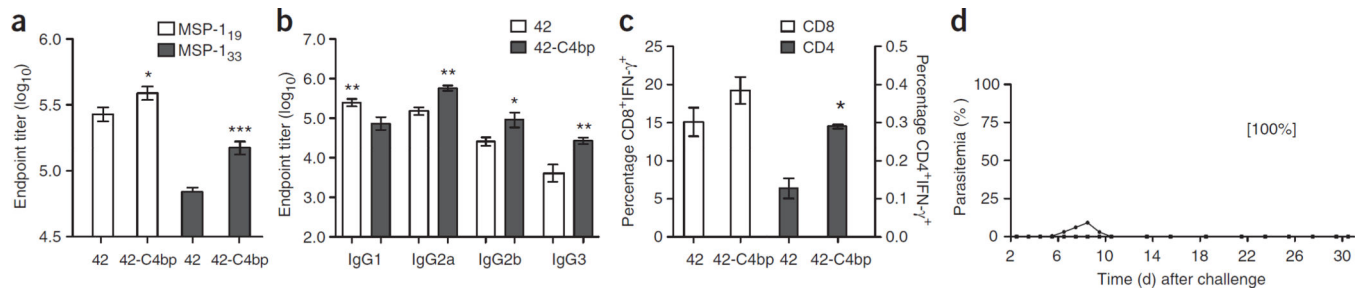 a
MSP-1₁₉
MSP-1₃₃
Endpoint titer (log₁₀)
6.0
5.5
5.0
4.5
*
***
42
42-C4bp
42
42-C4bp
b
42
42-C4bp
Endpoint titer (log₁₀)
7.0
6.0
5.0
4.0
3.0
2.0
**
**
*
**
IgG1
IgG2a
IgG2b
IgG3
c
CD8
CD4
Percentage CD8⁺IFN-γ⁺
25
20
15
10
5
0
*
0.5
0.4
0.3
0.2
0.1
0.0
Percentage CD4⁺IFN-γ⁺
42
42-C4bp
42
42-C4bp
d
Parasitemia (%)
100
75
50
25
0
[100%]
2
6
10
14
18
22
26
30
Time (d) after challenge